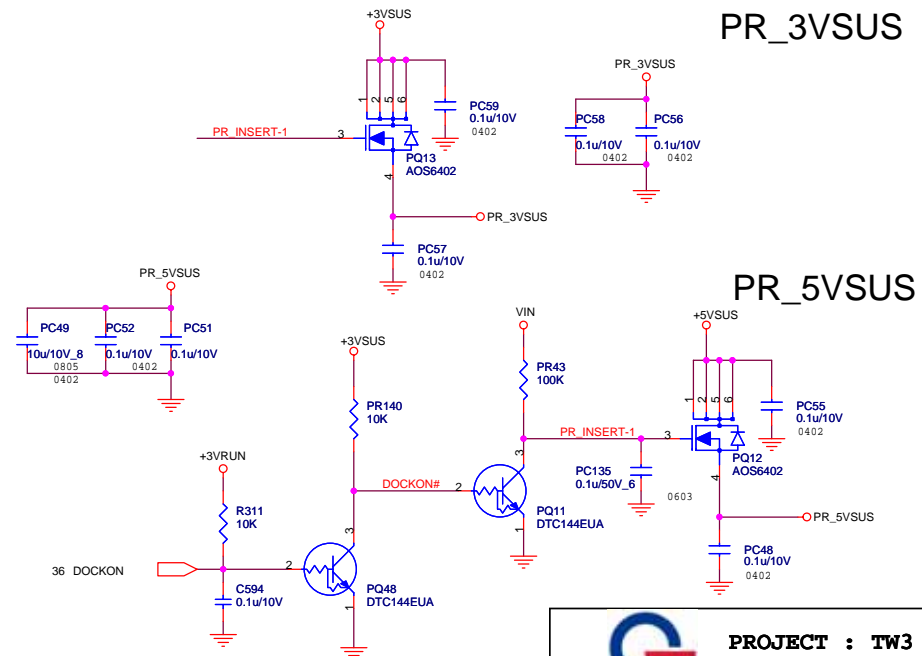 PR_3VSUS
+3VSUS
1
2
5
6
PC59
0.1u/10V
0402
PR_INSERT-1
3
PQ13
AOS6402
4
PR_3VSUS
PC57
0.1u/10V
0402
PR_3VSUS
PC58
0.1u/10V
0402
PC56
0.1u/10V
0402
PR_5VSUS
PR_5VSUS
PC49
10u/10V_8
0805
0402
PC52
0.1u/10V
0402
PC51
0.1u/10V
+3VSUS
PR140
10K
VIN
PR43
100K
+5VSUS
1
2
5
6
PC55
0.1u/10V
0402
PR_INSERT-1
3
PQ12
AOS6402
4
PC135
0.1u/50V_6
0603
PR_5VSUS
PC48
0.1u/10V
0402
DOCKON#
2
3
1
PQ11
DTC144EUA
+3VRUN
R311
10K
36 DOCKON
2
3
1
PQ48
DTC144EUA
C594
0.1u/10V
PROJECT : TW3